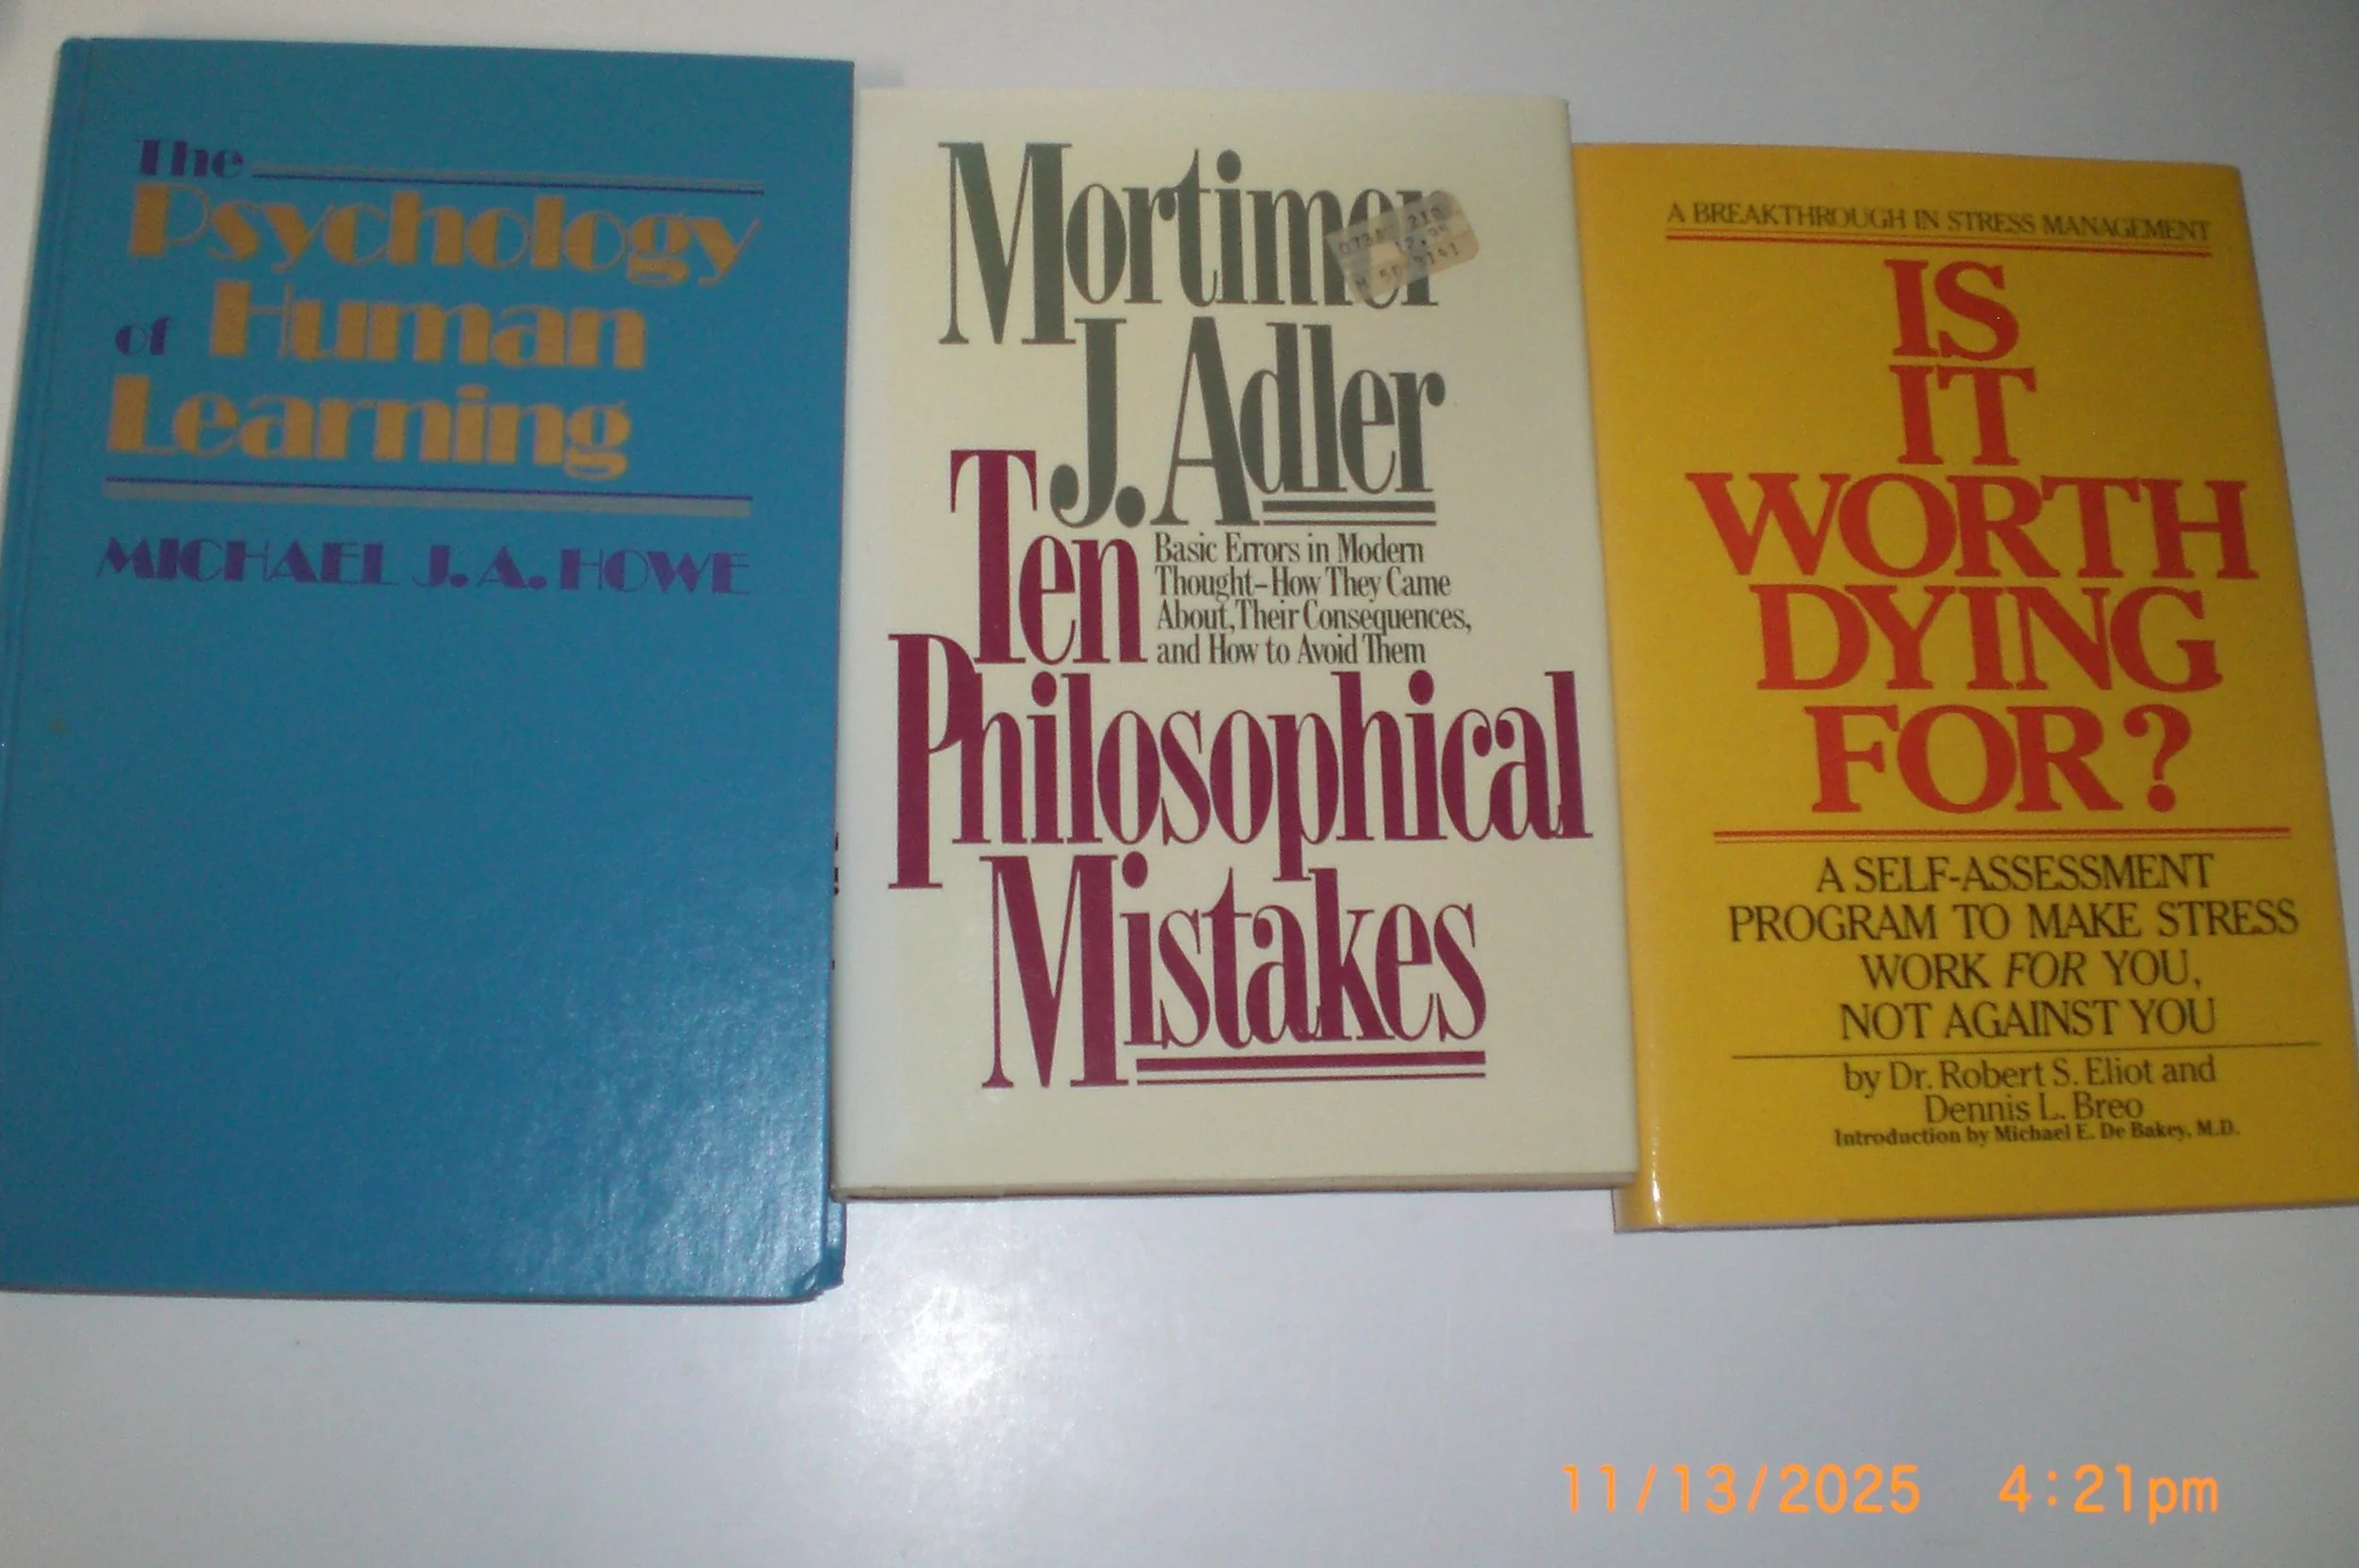 The
Psychology
of Human
Learning
MICHAEL J. A. HOWE
Mortimer
J. Adler
Ten
Basic Errors in Modern
Thought–How They Came
About, Their Consequences,
and How to Avoid Them
Philosophical
Mistakes
A BREAKTHROUGH IN STRESS MANAGEMENT
IS
IT
WORTH
DYING
FOR?
A SELF-ASSESSMENT
PROGRAM TO MAKE STRESS
WORK FOR YOU,
NOT AGAINST YOU
by Dr. Robert S. Eliot and
Dennis L. Breo
Introduction by Michael E. De Bakey, M.D.
11/13/2025 4:21pm